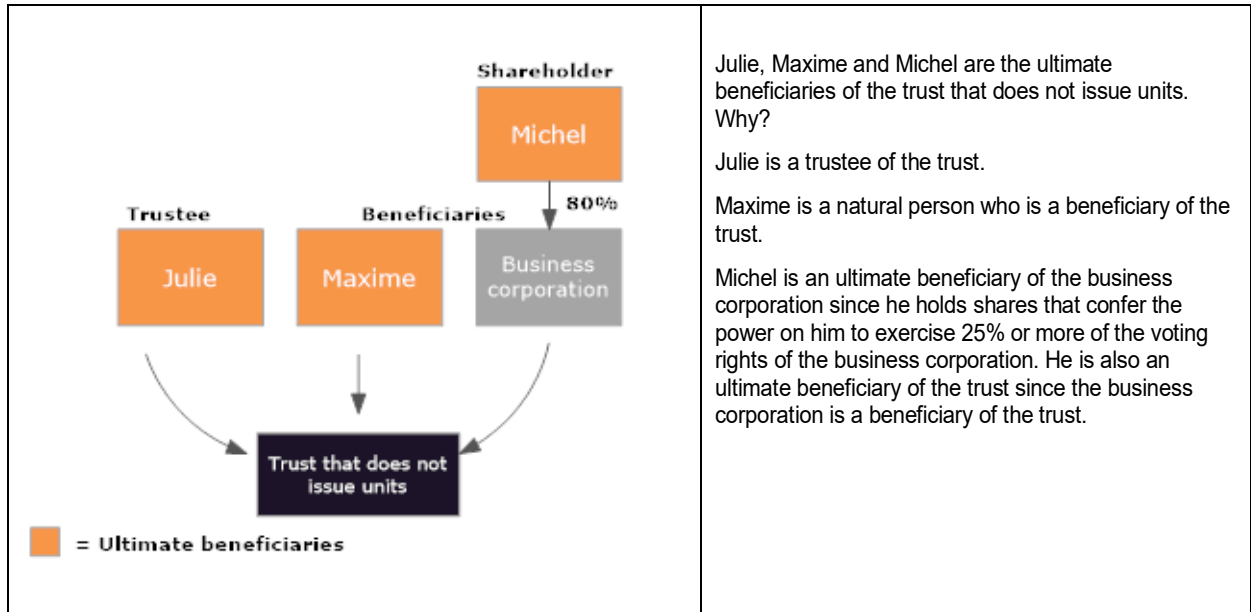 Shareholder
Michel
80%
Trustee
Beneficiaries
Julie
Maxime
Business
corporation
Trust that does not
issue units
= Ultimate beneficiaries
Julie, Maxime and Michel are the ultimate
beneficiaries of the trust that does not issue units.
Why?
Julie is a trustee of the trust.
Maxime is a natural person who is a beneficiary of the
trust.
Michel is an ultimate beneficiary of the business
corporation since he holds shares that confer the
power on him to exercise 25% or more of the voting
rights of the business corporation. He is also an
ultimate beneficiary of the trust since the business
corporation is a beneficiary of the trust.